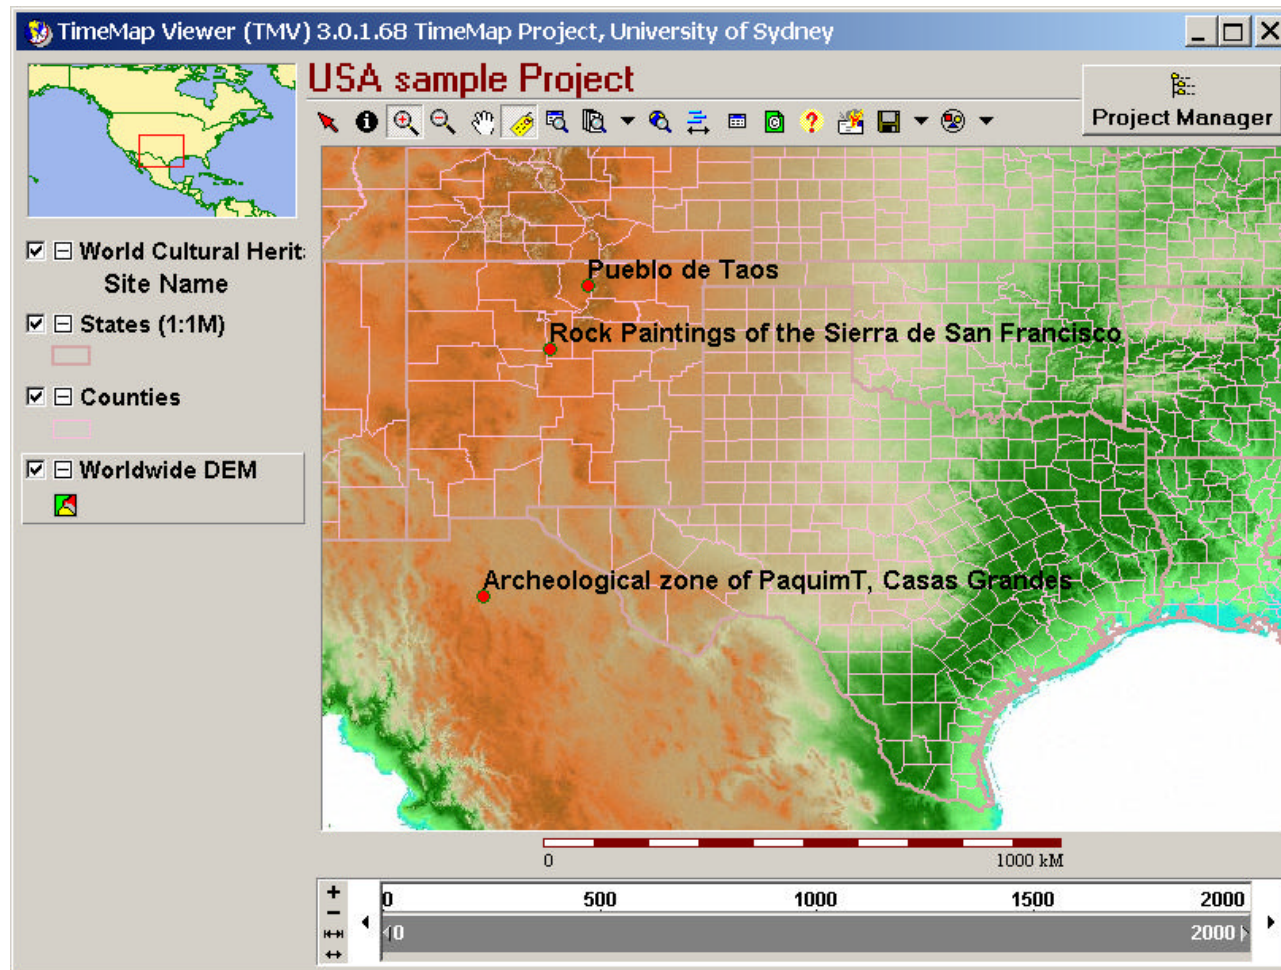 TimeMap Viewer (TMV) 3.0.1.68 TimeMap Project, University of Sydney
USA sample Project
Project Manager
World Cultural Herit
Site Name
States (1:1M)
Counties
Worldwide DEM
Pueblo de Taos
Rock Paintings of the Sierra de San Francisco
Archeological zone of PaquimT, Casas Grandes
0 1000 kM
0 500 1000 1500 2000
0 2000